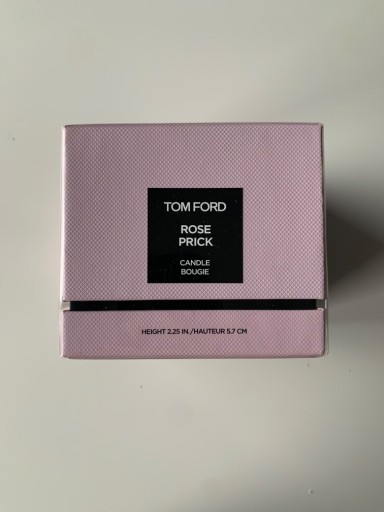 TOM FORD
ROSE
PRICK
CANDLE
BOUGIE
HEIGHT 2.25 IN./HAUTEUR 5.7 CM